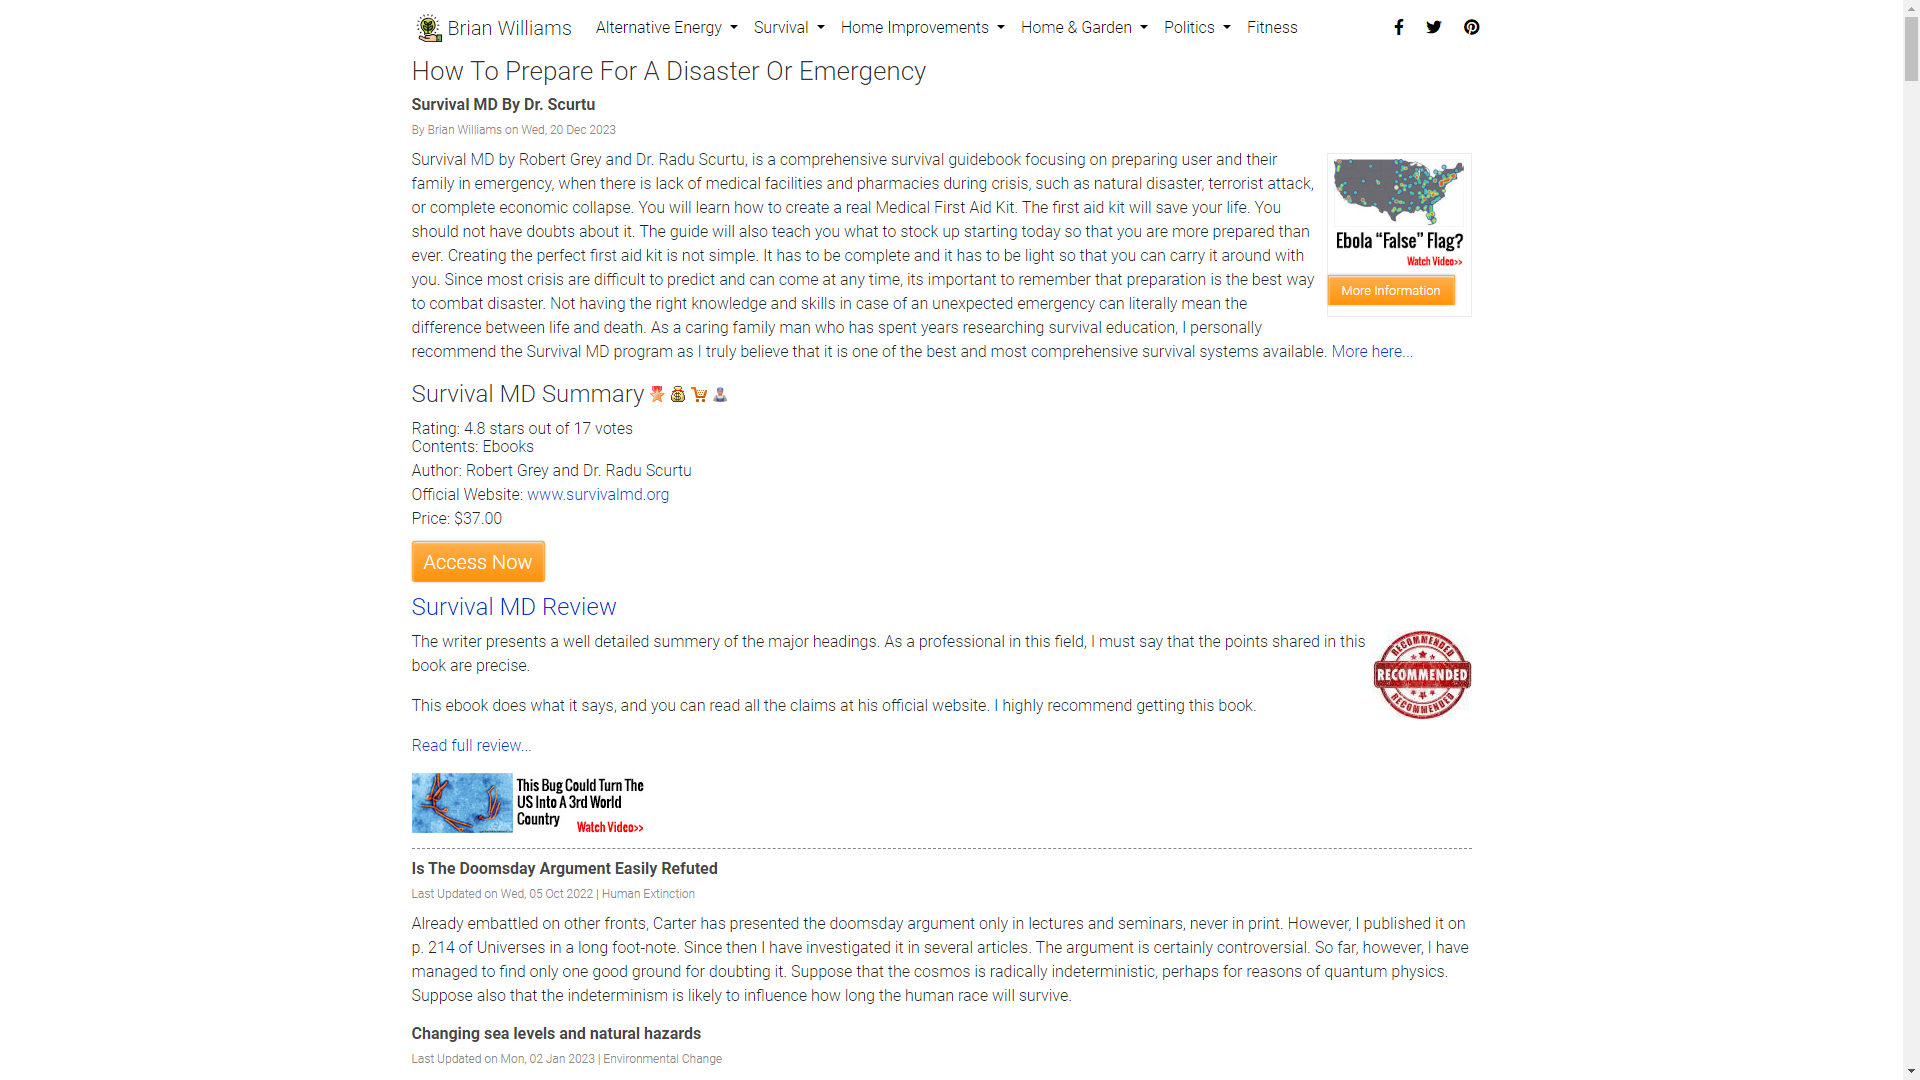 Brian Williams Alternative Energy Survival Home Improvements Home & Garden Politics Fitness
How To Prepare For A Disaster Or Emergency
Survival MD By Dr. Scurtu
By Brian Williams on Wed, 20 Dec 2023
Survival MD by Robert Grey and Dr. Radu Scurtu, is a comprehensive survival guidebook focusing on preparing user and their
family in emergency, when there is lack of medical facilities and pharmacies during crisis, such as natural disaster, terrorist attack,
or complete economic collapse. You will learn how to create a real Medical First Aid Kit. The first aid kit will save your life. You
should not have doubts about it. The guide will also teach you what to stock up starting today so that you are more prepared than
ever. Creating the perfect first aid kit is not simple. It has to be complete and it has to be light so that you can carry it around with
you. Since most crisis are difficult to predict and can come at any time, its important to remember that preparation is the best way
to combat disaster. Not having the right knowledge and skills in case of an unexpected emergency can literally mean the
difference between life and death. As a caring family man who has spent years researching survival education, I personally
recommend the Survival MD program as I truly believe that it is one of the best and most comprehensive survival systems available. More here...
Ebola “False” Flag?
Watch Video>>
More Information
Survival MD Summary
Rating: 4.8 stars out of 17 votes
Contents: Ebooks
Author: Robert Grey and Dr. Radu Scurtu
Official Website: www.survivalmd.org
Price: $37.00
Access Now
Survival MD Review
The writer presents a well detailed summery of the major headings. As a professional in this field, I must say that the points shared in this
book are precise.
RECOMMENDED
RECOMMENDED
RECOMMENDED
This ebook does what it says, and you can read all the claims at his official website. I highly recommend getting this book.
Read full review...
This Bug Could Turn The
US Into A 3rd World
Country
Watch Video>>
Is The Doomsday Argument Easily Refuted
Last Updated on Wed, 05 Oct 2022 | Human Extinction
Already embattled on other fronts, Carter has presented the doomsday argument only in lectures and seminars, never in print. However, I published it on
p. 214 of Universes in a long foot-note. Since then I have investigated it in several articles. The argument is certainly controversial. So far, however, I have
managed to find only one good ground for doubting it. Suppose that the cosmos is radically indeterministic, perhaps for reasons of quantum physics.
Suppose also that the indeterminism is likely to influence how long the human race will survive.
Changing sea levels and natural hazards
Last Updated on Mon, 02 Jan 2023 | Environmental Change